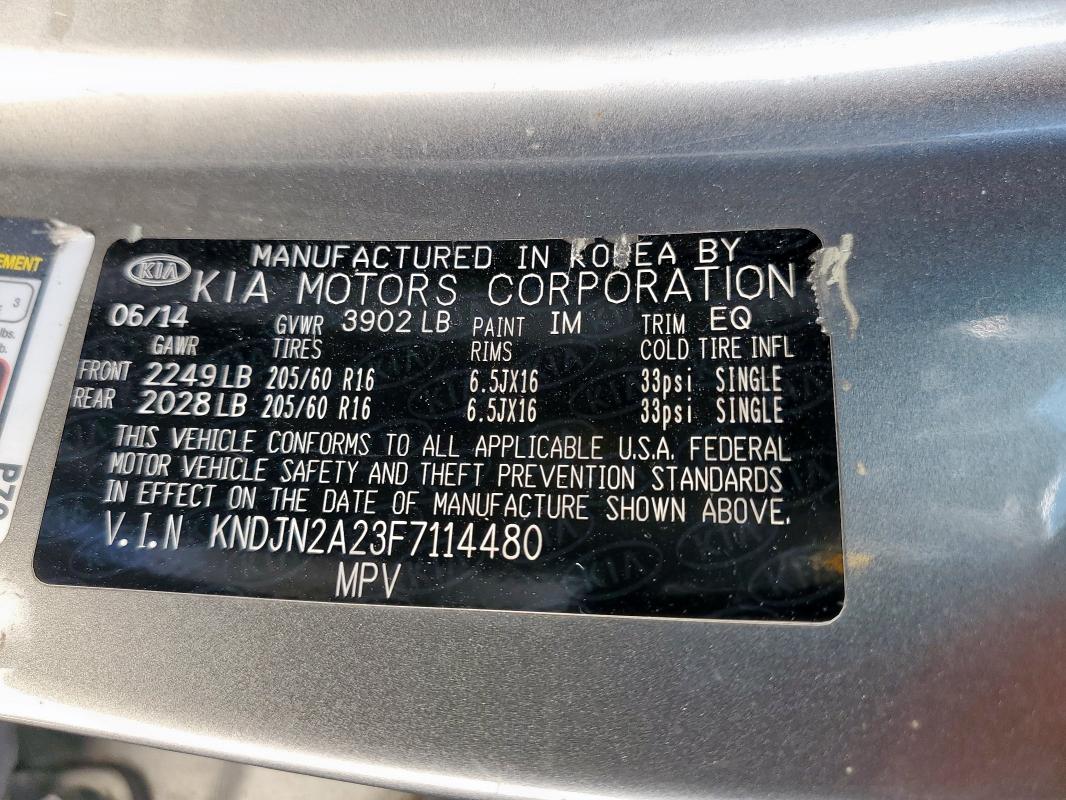 MANUFACTURED IN KOREA BY
KIA
KIA MOTORS CORPORATION
06/14 GVWR 3902 LB PAINT IM TRIM EQ
GAWR TIRES RIMS COLD TIRE INFL
FRONT 2249 LB 205/60 R16 6.5JX16 33psi SINGLE
REAR 2028 LB 205/60 R16 6.5JX16 33psi SINGLE
THIS VEHICLE CONFORMS TO ALL APPLICABLE U.S.A. FEDERAL
MOTOR VEHICLE SAFETY AND THEFT PREVENTION STANDARDS
IN EFFECT ON THE DATE OF MANUFACTURE SHOWN ABOVE.
V.I.N KNDJN2A23F7114480
MPV
3
lbs.